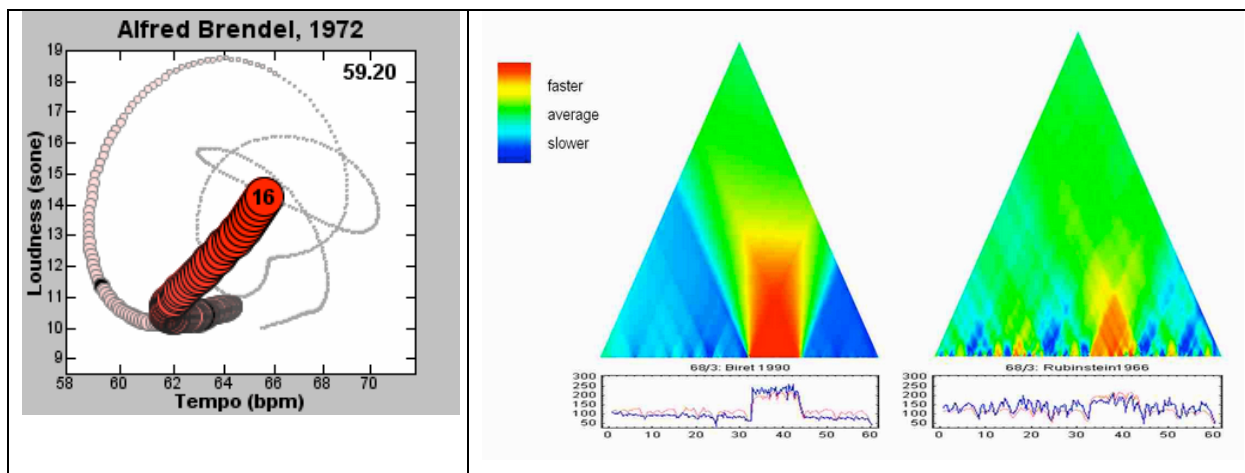 Alfred Brendel, 1972
19
59.20
18
17
16
15
14
16
13
12
11
10
9
58 60 62 64 66 68 70
Loudness (sone)
Tempo (bpm)
faster
average
slower
68/3: Biret 1990
300
250
200
150
100
50
0 10 20 30 40 50 60
68/3: Rubinstein1966
300
250
200
150
100
50
0 10 20 30 40 50 60